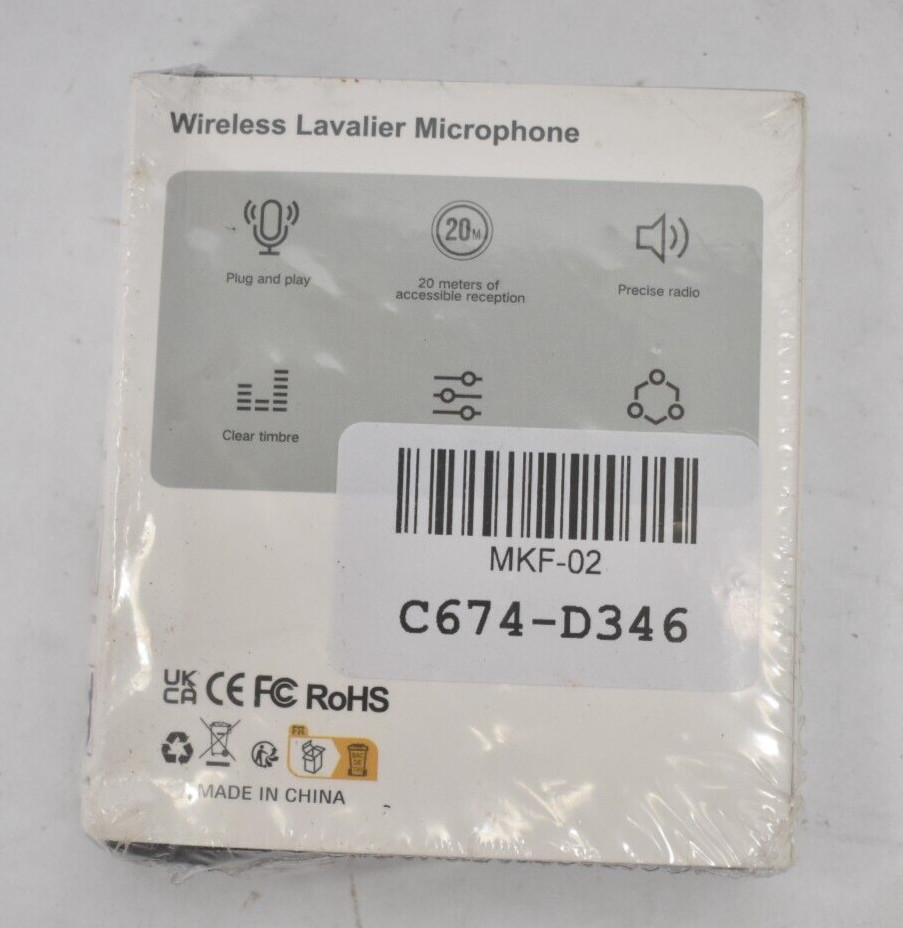 Wireless Lavalier Microphone
20M
Plug and play
20 meters of
accessible reception
Precise radio
Clear timbre
MKF-02
C674-D346
UK
CA
CE FC RoHS
FR
MADE IN CHINA